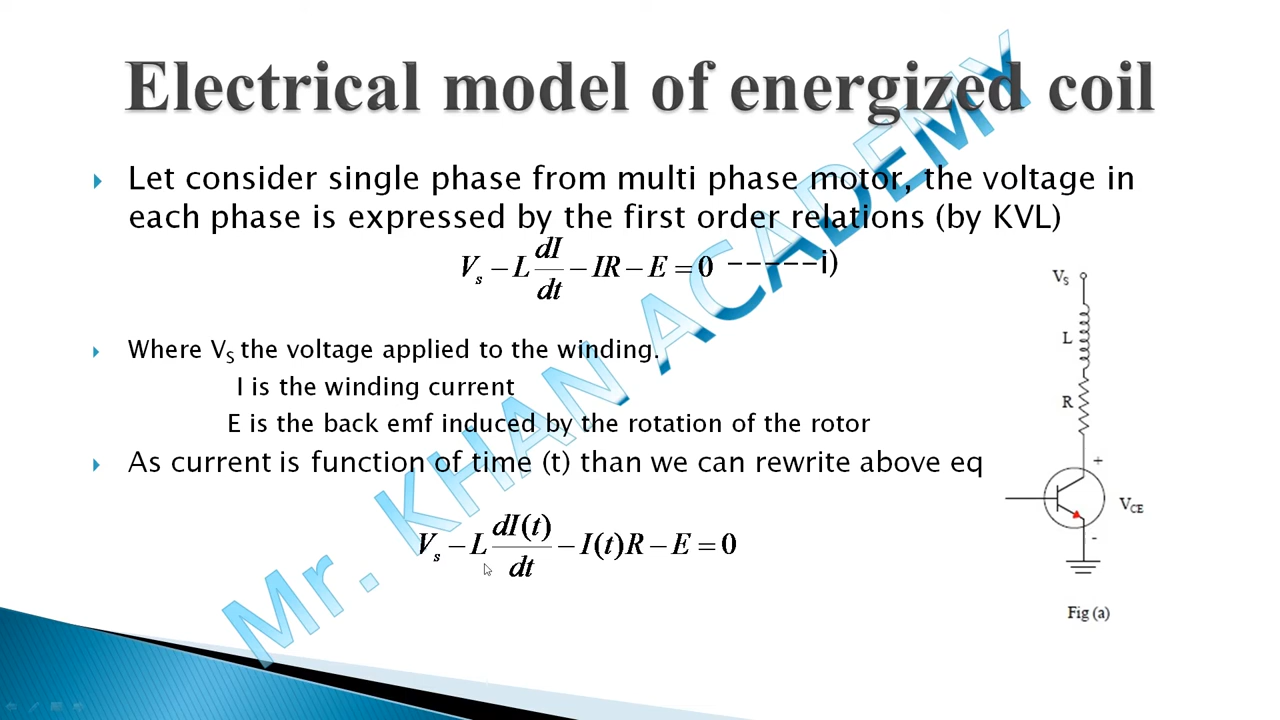 Electrical model of energized coil
Let consider single phase from multi phase motor, the voltage in
each phase is expressed by the first order relations (by KVL)
V_s − L dI/dt − IR − E = 0 -----i)
Where V_S the voltage applied to the winding.
I is the winding current
E is the back emf induced by the rotation of the rotor
As current is function of time (t) than we can rewrite above eq
V_s − L dI(t)/dt − I(t)R − E = 0
V_S
L
R
+
V_CE
-
Fig (a)
Mr. KHAN ACADEMY